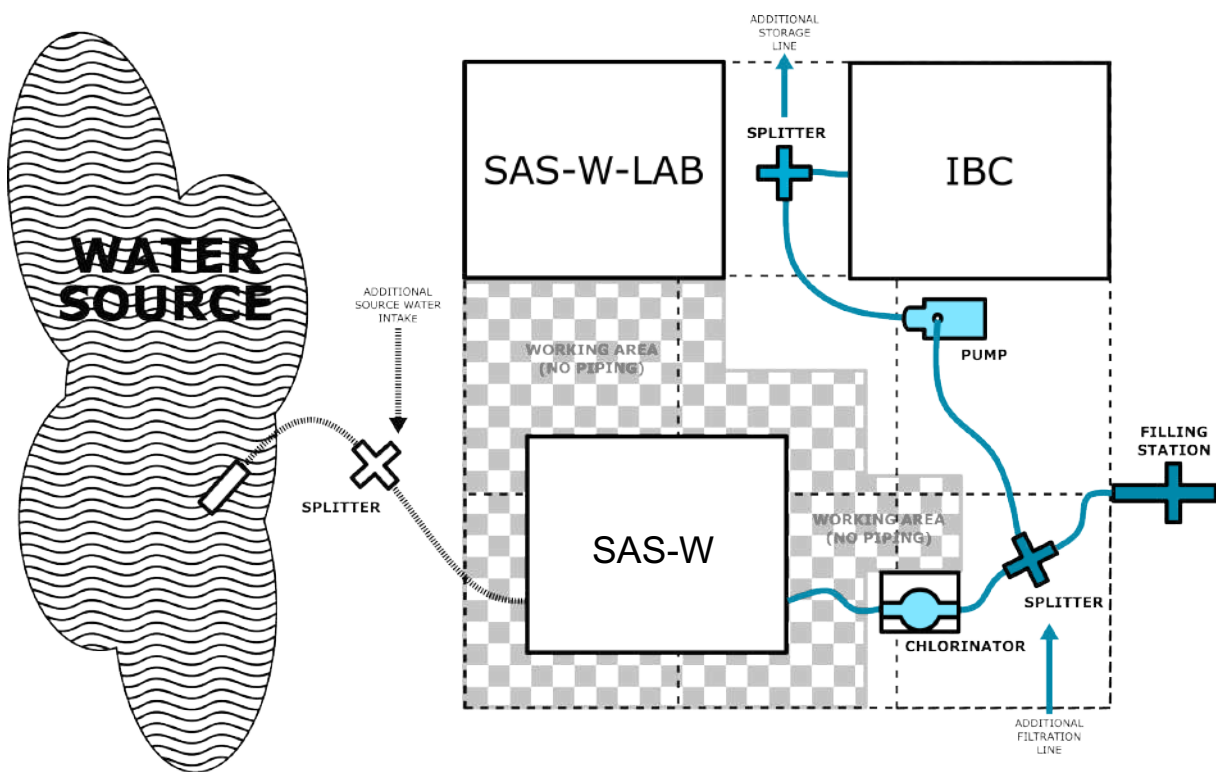 ADDITIONAL
STORAGE
LINE
SPLITTER
SAS-W-LAB
IBC
WATER
SOURCE
ADDITIONAL
SOURCE WATER
INTAKE
WORKING AREA
(NO PIPING)
PUMP
FILLING
STATION
SPLITTER
WORKING AREA
(NO PIPING)
SAS-W
SPLITTER
CHLORINATOR
ADDITIONAL
FILTRATION
LINE